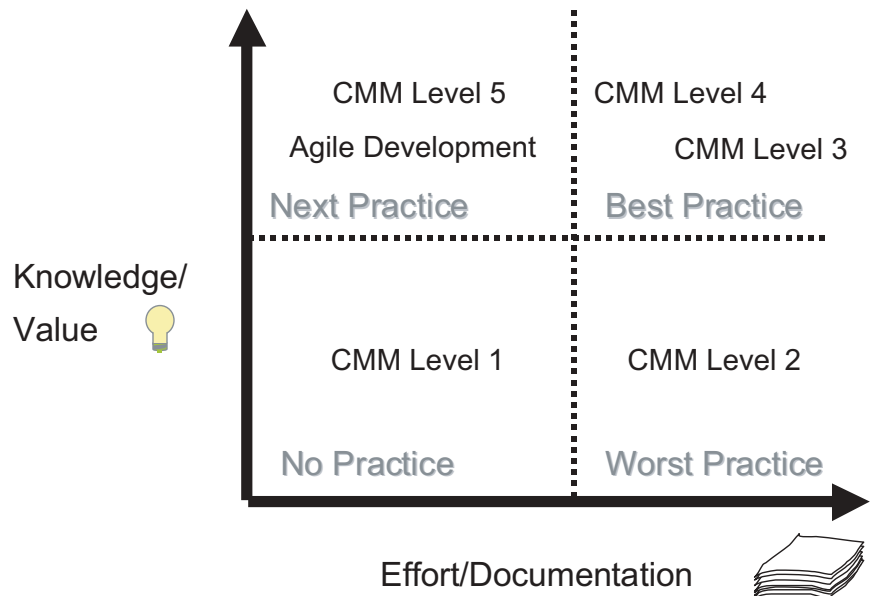 CMM Level 5
CMM Level 4
Agile Development
CMM Level 3
Next Practice
Best Practice
Knowledge/
Value
CMM Level 1
CMM Level 2
No Practice
Worst Practice
Effort/Documentation